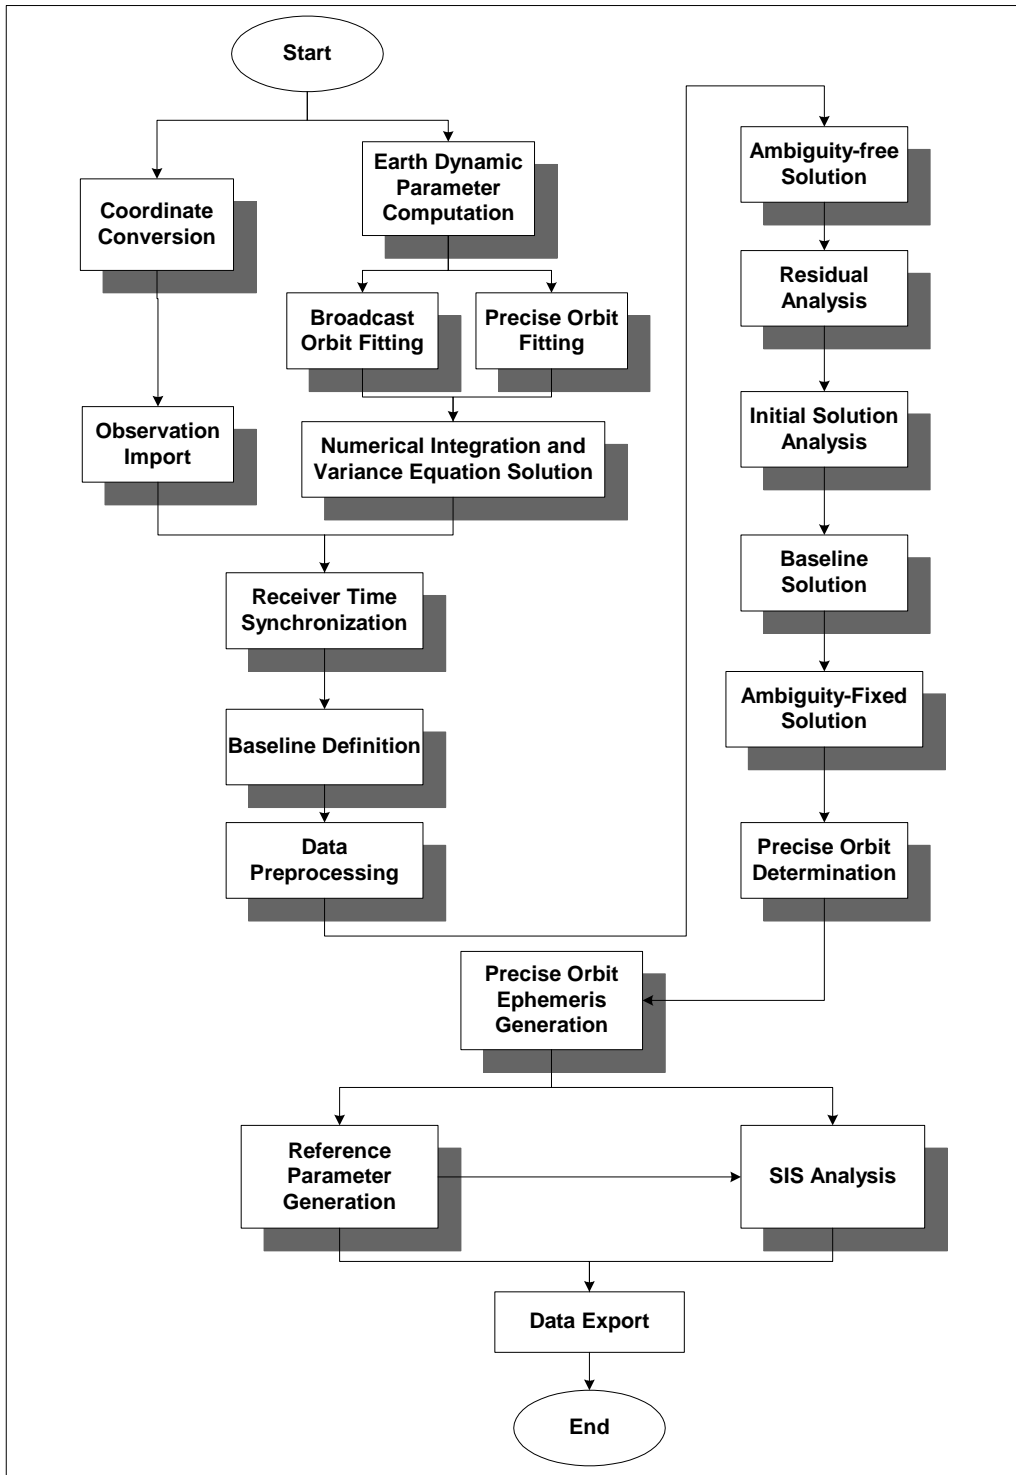 Start
Coordinate
Conversion
Earth Dynamic
Parameter
Computation
Broadcast
Orbit Fitting
Precise Orbit
Fitting
Observation
Import
Numerical Integration and
Variance Equation Solution
Receiver Time
Synchronization
Baseline Definition
Data
Preprocessing
Ambiguity-free
Solution
Residual
Analysis
Initial Solution
Analysis
Baseline
Solution
Ambiguity-Fixed
Solution
Precise Orbit
Determination
Precise Orbit
Ephemeris
Generation
Reference
Parameter
Generation
SIS Analysis
Data Export
End